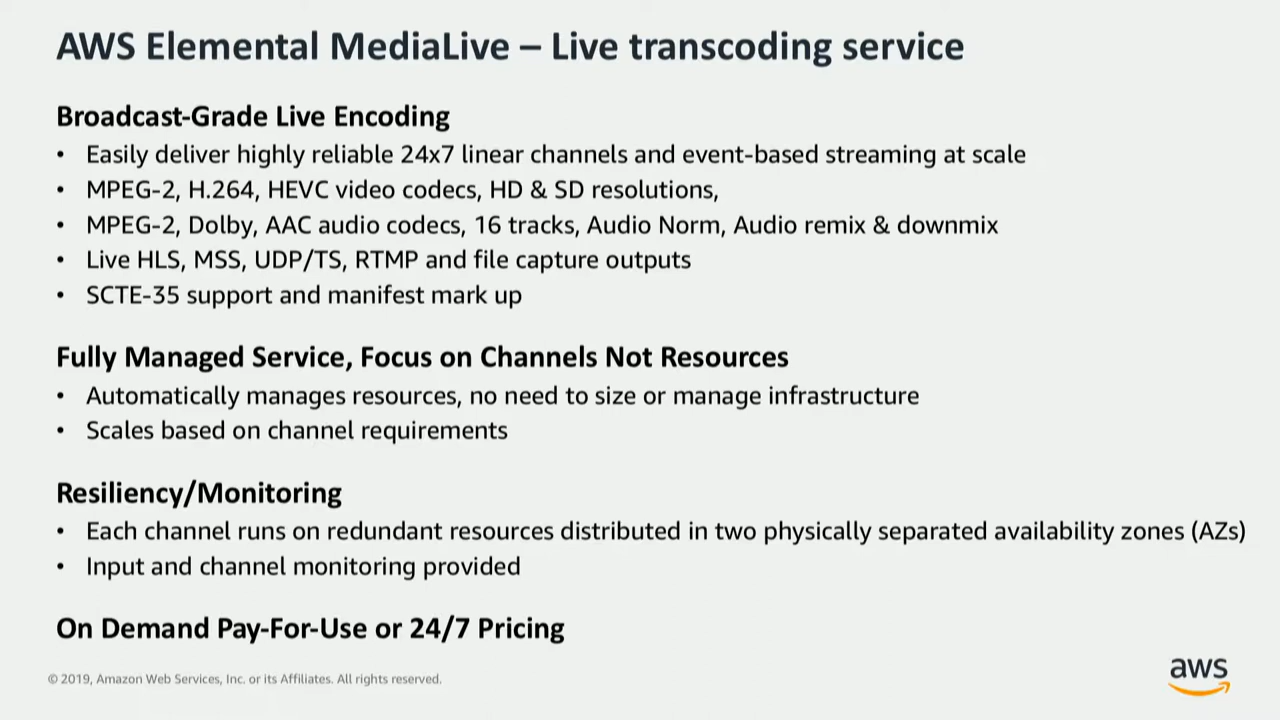 AWS Elemental MediaLive – Live transcoding service
Broadcast-Grade Live Encoding
• Easily deliver highly reliable 24x7 linear channels and event-based streaming at scale
• MPEG-2, H.264, HEVC video codecs, HD & SD resolutions,
• MPEG-2, Dolby, AAC audio codecs, 16 tracks, Audio Norm, Audio remix & downmix
• Live HLS, MSS, UDP/TS, RTMP and file capture outputs
• SCTE-35 support and manifest mark up
Fully Managed Service, Focus on Channels Not Resources
• Automatically manages resources, no need to size or manage infrastructure
• Scales based on channel requirements
Resiliency/Monitoring
• Each channel runs on redundant resources distributed in two physically separated availability zones (AZs)
• Input and channel monitoring provided
On Demand Pay-For-Use or 24/7 Pricing
© 2019, Amazon Web Services, Inc. or its Affiliates. All rights reserved.
aws